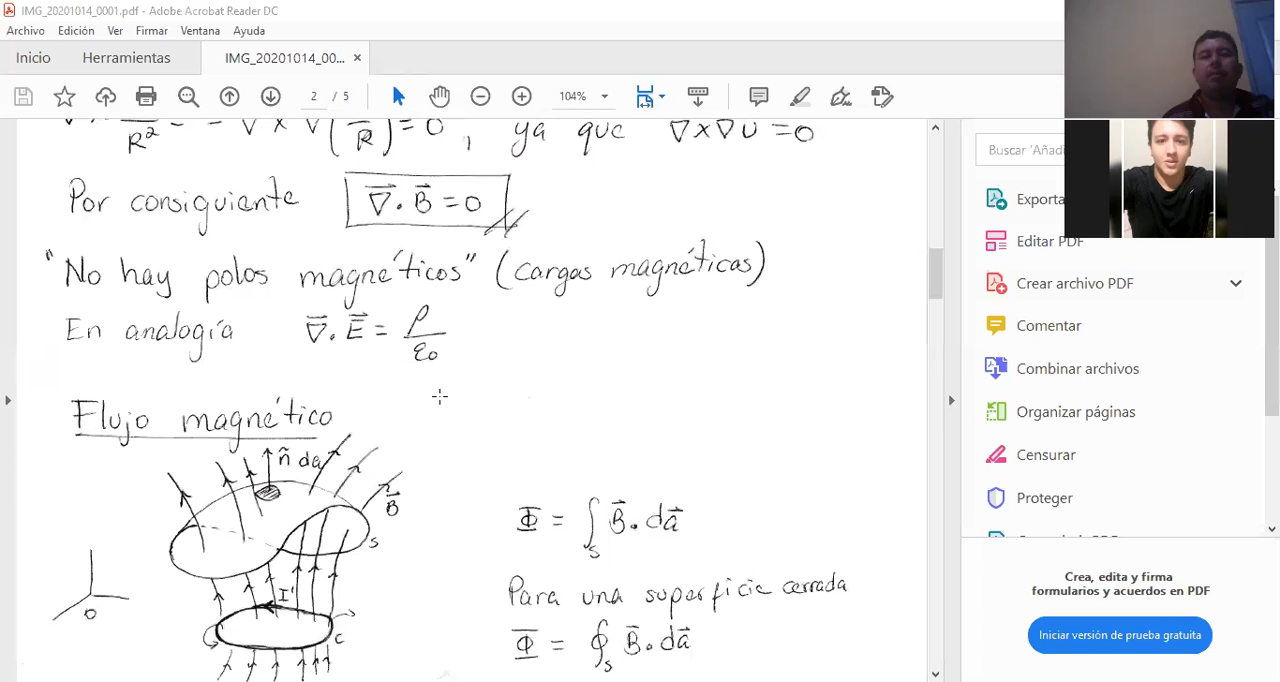 IMG_20201014_0001.pdf - Adobe Acrobat Reader DC
Archivo Edición Ver Firmar Ventana Ayuda
Inicio Herramientas IMG_20201014_00... ×
2 / 5 104%
R² = - ∇ × ∇(R) = 0, ya que ∇×∇U = 0
Por consiguiente ∇⃗ · B⃗ = 0
"No hay polos magnéticos" (cargas magnéticas)
En analogía ∇⃗ · E⃗ = ρ/ε₀
Flujo magnético
n̂ da
B⃗
S
I'
C
O
Φ = ∫ₛ B⃗ · da⃗
Para una superficie cerrada
Φ = ∮ₛ B⃗ · da⃗
Buscar 'Añadi
Exporta
Editar PDF
Crear archivo PDF
Comentar
Combinar archivos
Organizar páginas
Censurar
Proteger
Crea, edita y firma
formularios y acuerdos en PDF
Iniciar versión de prueba gratuita